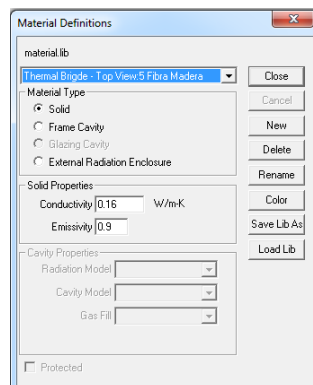 Material Definitions
material.lib
Thermal Brigde - Top View:5 Fibra Madera
Close
Material Type
Solid
Cancel
Frame Cavity
New
Glazing Cavity
Delete
External Radiation Enclosure
Rename
Solid Properties
Color
Conductivity 0.16 W/m-K
Save Lib As
Emissivity 0.9
Load Lib
Cavity Properties
Radiation Model
Cavity Model
Gas Fill
Protected